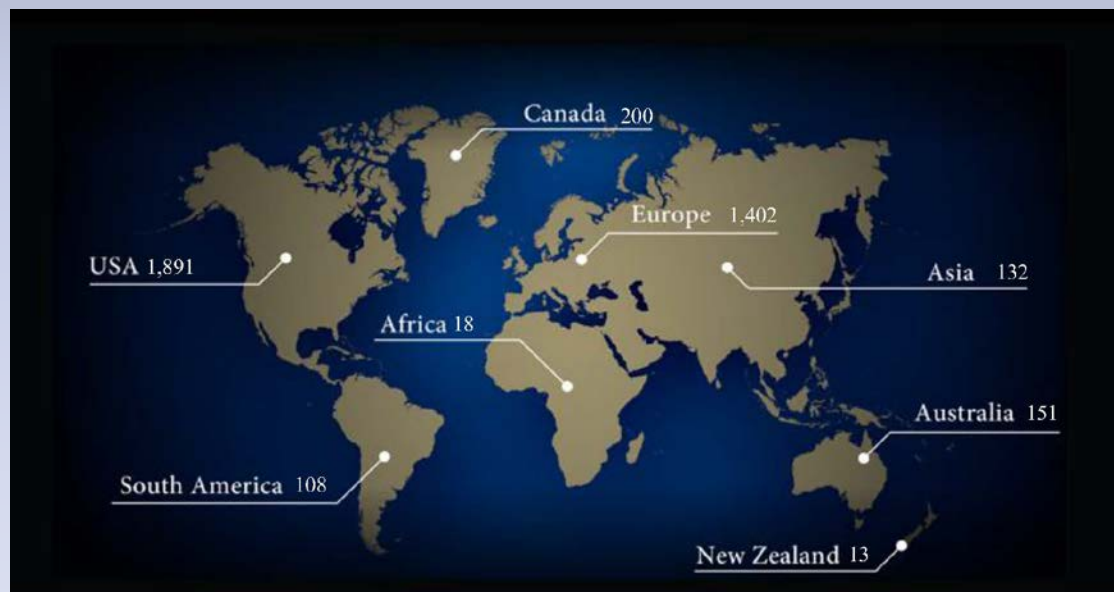 Canada 200
Europe 1,402
USA 1,891
Asia 132
Africa 18
Australia 151
South America 108
New Zealand 13